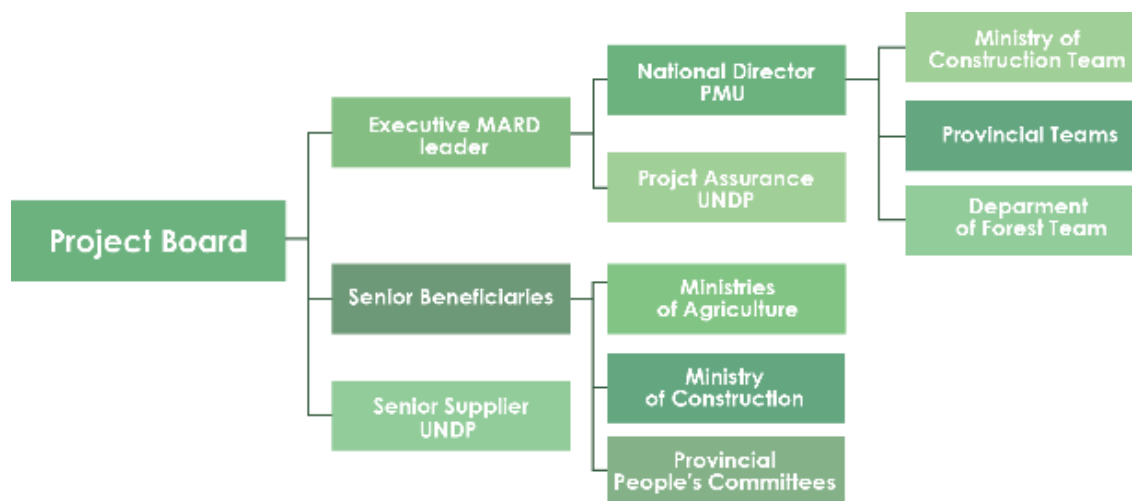 Project Board
Executive MARD
leader
Senior Beneficiaries
Senior Supplier
UNDP
National Director
PMU
Projct Assurance
UNDP
Ministries
of Agriculture
Ministry
of Construction
Provincial
People's Committees
Ministry of
Construction Team
Provincial Teams
Deparment
of Forest Team